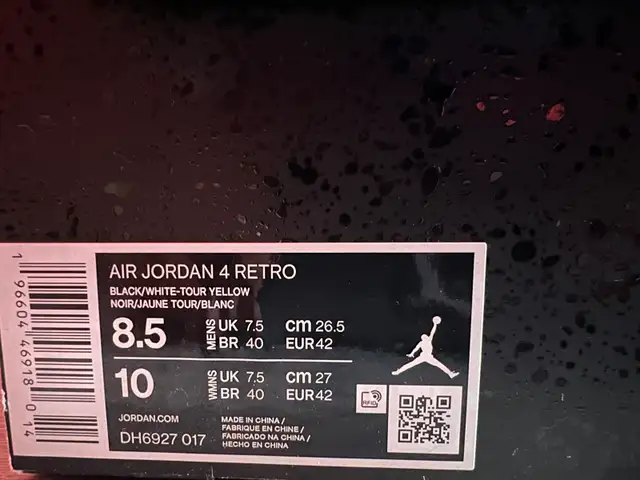 AIR JORDAN 4 RETRO
BLACK/WHITE-TOUR YELLOW
NOIR/JAUNE TOUR/BLANC
8.5 MENS UK 7.5 cm 26.5
BR 40 EUR 42
10 WMNS UK 7.5 cm 27
BR 40 EUR 42
JORDAN.COM
DH6927 017
MADE IN CHINA /
FABRIQUE EN CHINE /
FABRICADO NA CHINA /
HECHO EN CHINA
RFID
1 96604 46918 014